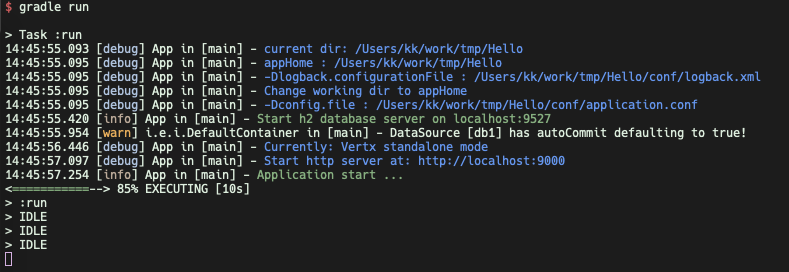 $ gradle run
> Task :run
14:45:55.093 [debug] App in [main] - current dir: /Users/kk/work/tmp/Hello
14:45:55.095 [debug] App in [main] - appHome : /Users/kk/work/tmp/Hello
14:45:55.095 [debug] App in [main] - -Dlogback.configurationFile : /Users/kk/work/tmp/Hello/conf/logback.xml
14:45:55.095 [debug] App in [main] - Change working dir to appHome
14:45:55.095 [debug] App in [main] - -Dconfig.file : /Users/kk/work/tmp/Hello/conf/application.conf
14:45:55.420 [info] App in [main] - Start h2 database server on localhost:9527
14:45:55.954 [warn] i.e.i.DefaultContainer in [main] - DataSource [db1] has autoCommit defaulting to true!
14:45:56.446 [debug] App in [main] - Currently: Vertx standalone mode
14:45:57.097 [debug] App in [main] - Start http server at: http://localhost:9000
14:45:57.254 [info] App in [main] - Application start ...
<===========--> 85% EXECUTING [10s]
> :run
> IDLE
> IDLE
> IDLE